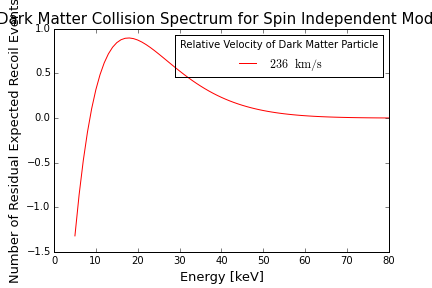 Dark Matter Collision Spectrum for Spin Independent Mod
Relative Velocity of Dark Matter Particle
236 km/s
Number of Residual Expected Recoil Events
1.0
0.5
0.0
−0.5
−1.0
−1.5
0 10 20 30 40 50 60 70 80
Energy [keV]